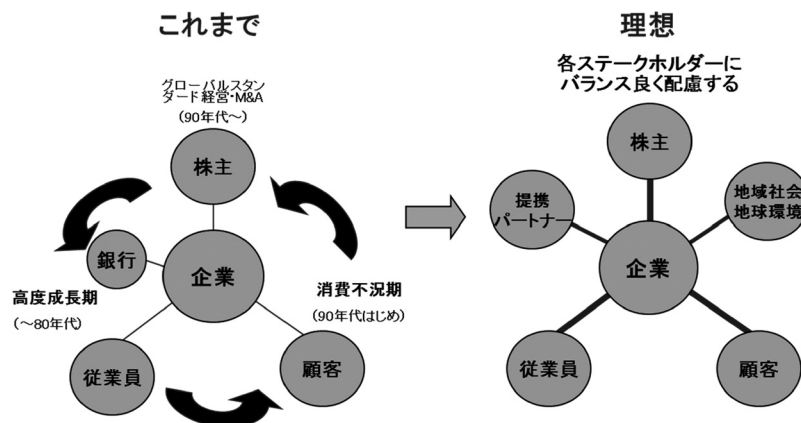 これまで
グローバルスタン
ダード経営・M&A
(90年代～)
株主
銀行
企業
高度成長期
(～80年代)
消費不況期
(90年代はじめ)
従業員
顧客
理想
各ステークホルダーに
バランス良く配慮する
株主
提携
パートナー
地域社会
地球環境
企業
従業員
顧客